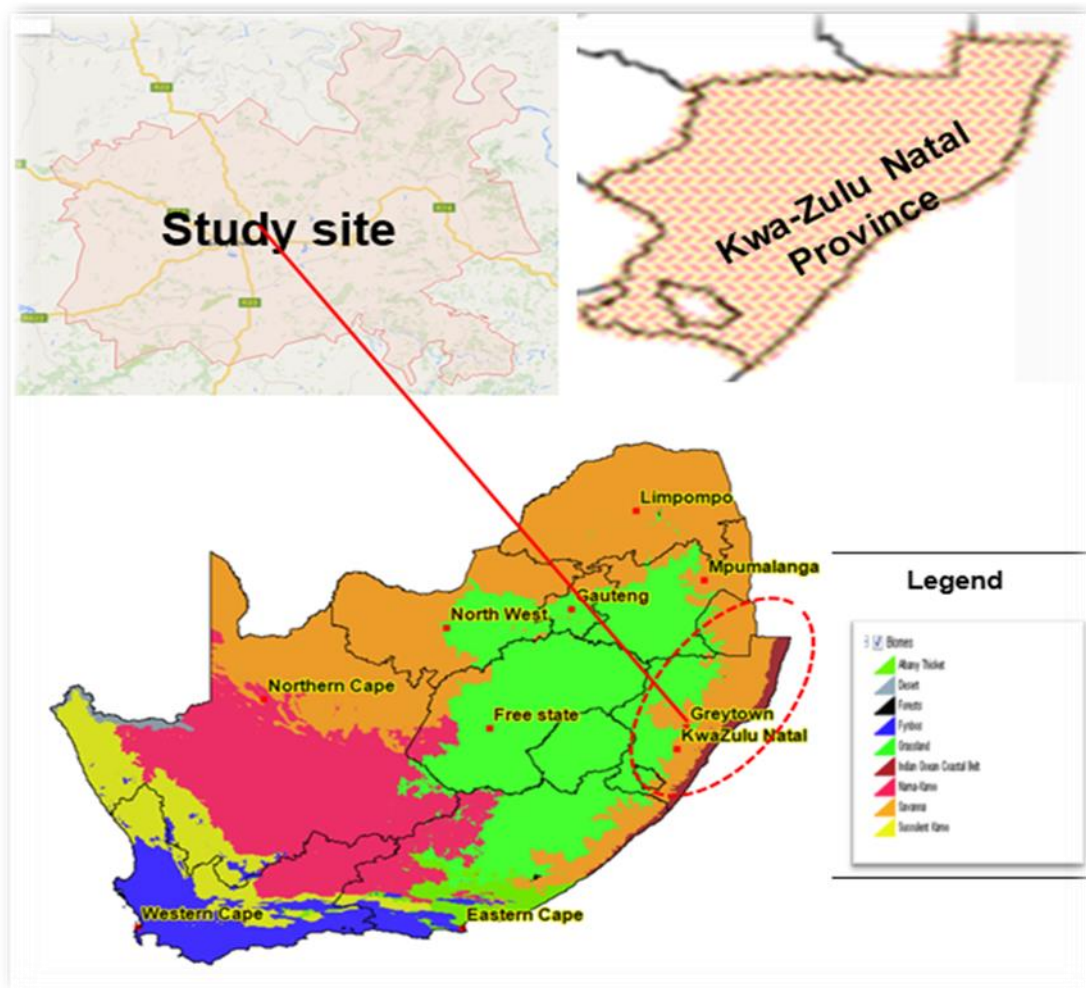 Study site
Kwa-Zulu Natal
Province
Limpompo
Mpumalanga
Gauteng
North West
Northern Cape
Free state
Greytown
KwaZulu Natal
Western Cape
Eastern Cape
Legend
Biomes
Albany Thicket
Desert
Forests
Fynbos
Grassland
Indian Ocean Coastal Belt
Nama-Karoo
Savanna
Succulent Karoo